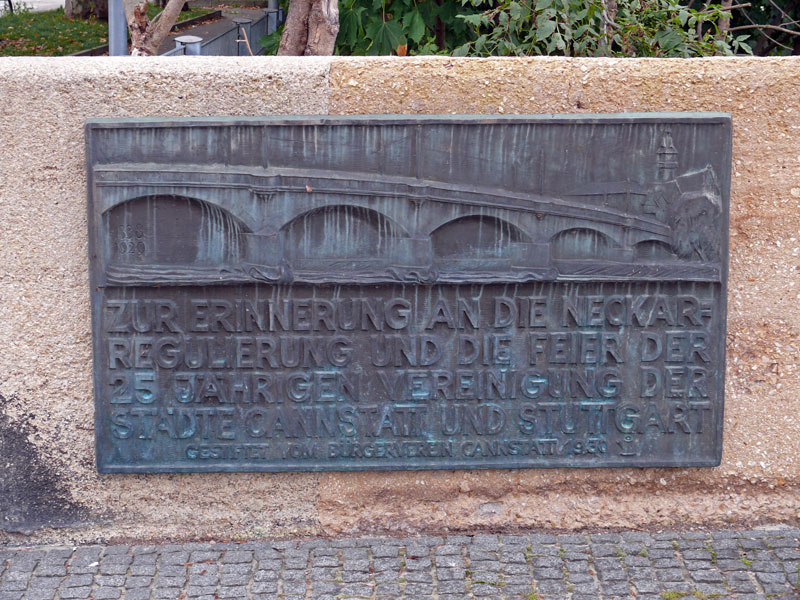 ZUR ERINNERUNG AN DIE NECKAR=
REGULIERUNG UND DIE FEIER DER
25 JÄHRIGEN VEREINIGUNG DER
STÄDTE CANNSTATT UND STUTTGART
GESTIFTET VOM BÜRGERVEREIN CANNSTATT 1930